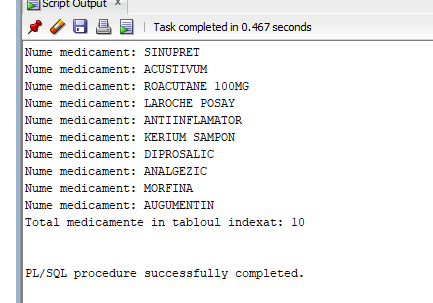 Script Output x
Task completed in 0.467 seconds
Nume medicament: SINUPRET
Nume medicament: ACUSTIVUM
Nume medicament: ROACUTANE 100MG
Nume medicament: LAROCHE POSAY
Nume medicament: ANTIINFLAMATOR
Nume medicament: KERIUM SAMPON
Nume medicament: DIPROSALIC
Nume medicament: ANALGEZIC
Nume medicament: MORFINA
Nume medicament: AUGUMENTIN
Total medicamente in tabloul indexat: 10
PL/SQL procedure successfully completed.